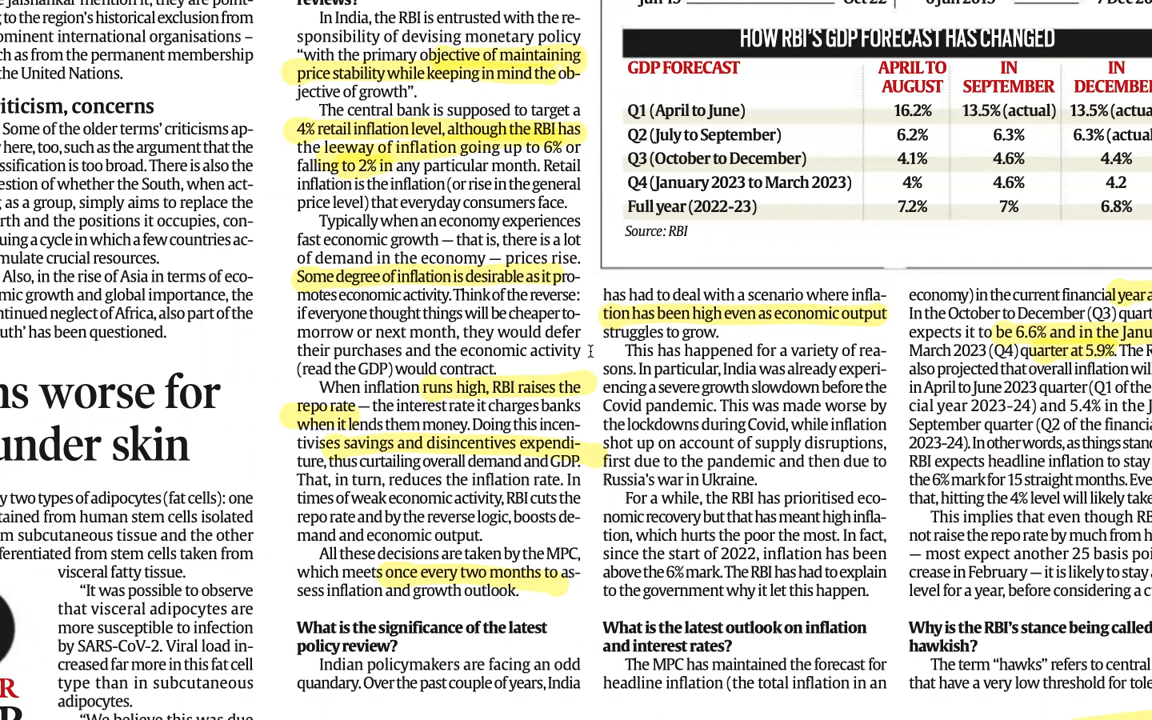 to the region's historical exclusion from
ominent international organisations –
ch as from the permanent membership
the United Nations.
riticism, concerns
Some of the older terms' criticisms ap-
here, too, such as the argument that the
ssification is too broad. There is also the
estion of whether the South, when act-
as a group, simply aims to replace the
rth and the positions it occupies, con-
uing a cycle in which a few countries ac-
mulate crucial resources.
Also, in the rise of Asia in terms of eco-
mic growth and global importance, the
ntinued neglect of Africa, also part of the
uth' has been questioned.
ns worse for
under skin
y two types of adipocytes (fat cells): one
tained from human stem cells isolated
m subcutaneous tissue and the other
fferentiated from stem cells taken from
visceral fatty tissue.
"It was possible to observe
that visceral adipocytes are
more susceptible to infection
by SARS-CoV-2. Viral load in-
creased far more in this fat cell
type than in subcutaneous
adipocytes.
"We believe this was due
reviews?
In India, the RBI is entrusted with the re-
sponsibility of devising monetary policy
"with the primary objective of maintaining
price stability while keeping in mind the ob-
jective of growth".
The central bank is supposed to target a
4% retail inflation level, although the RBI has
the leeway of inflation going up to 6% or
falling to 2% in any particular month. Retail
inflation is the inflation (or rise in the general
price level) that everyday consumers face.
Typically when an economy experiences
fast economic growth — that is, there is a lot
of demand in the economy — prices rise.
Some degree of inflation is desirable as it pro-
motes economic activity. Think of the reverse:
if everyone thought things will be cheaper to-
morrow or next month, they would defer
their purchases and the economic activity
(read the GDP) would contract.
When inflation runs high, RBI raises the
repo rate — the interest rate it charges banks
when it lends them money. Doing this incen-
tivises savings and disincentives expendi-
ture, thus curtailing overall demand and GDP.
That, in turn, reduces the inflation rate. In
times of weak economic activity, RBI cuts the
repo rate and by the reverse logic, boosts de-
mand and economic output.
All these decisions are taken by the MPC,
which meets once every two months to as-
sess inflation and growth outlook.
What is the significance of the latest
policy review?
Indian policymakers are facing an odd
quandary. Over the past couple of years, India
HOW RBI'S GDP FORECAST HAS CHANGED
GDP FORECAST APRIL TO AUGUST IN SEPTEMBER IN DECEMBE
Q1 (April to June) 16.2% 13.5% (actual) 13.5% (actua
Q2 (July to September) 6.2% 6.3% 6.3% (actual
Q3 (October to December) 4.1% 4.6% 4.4%
Q4 (January 2023 to March 2023) 4% 4.6% 4.2
Full year (2022-23) 7.2% 7% 6.8%
Source: RBI
has had to deal with a scenario where infla-
tion has been high even as economic output
struggles to grow.
This has happened for a variety of rea-
sons. In particular, India was already experi-
encing a severe growth slowdown before the
Covid pandemic. This was made worse by
the lockdowns during Covid, while inflation
shot up on account of supply disruptions,
first due to the pandemic and then due to
Russia's war in Ukraine.
For a while, the RBI has prioritised eco-
nomic recovery but that has meant high infla-
tion, which hurts the poor the most. In fact,
since the start of 2022, inflation has been
above the 6% mark. The RBI has had to explain
to the government why it let this happen.
What is the latest outlook on inflation
and interest rates?
The MPC has maintained the forecast for
headline inflation (the total inflation in an
economy) in the current financial year a
In the October to December (Q3) quart
expects it to be 6.6% and in the Janu
March 2023 (Q4) quarter at 5.9%. The R
also projected that overall inflation wil
in April to June 2023 quarter (Q1 of the
cial year 2023-24) and 5.4% in the J
September quarter (Q2 of the financia
2023-24). In other words, as things stand
RBI expects headline inflation to stay
the 6% mark for 15 straight months. Eve
that, hitting the 4% level will likely take
This implies that even though RB
not raise the repo rate by much from h
— most expect another 25 basis poi
crease in February — it is likely to stay
level for a year, before considering a c
Why is the RBI's stance being called
hawkish?
The term "hawks" refers to central
that have a very low threshold for tole